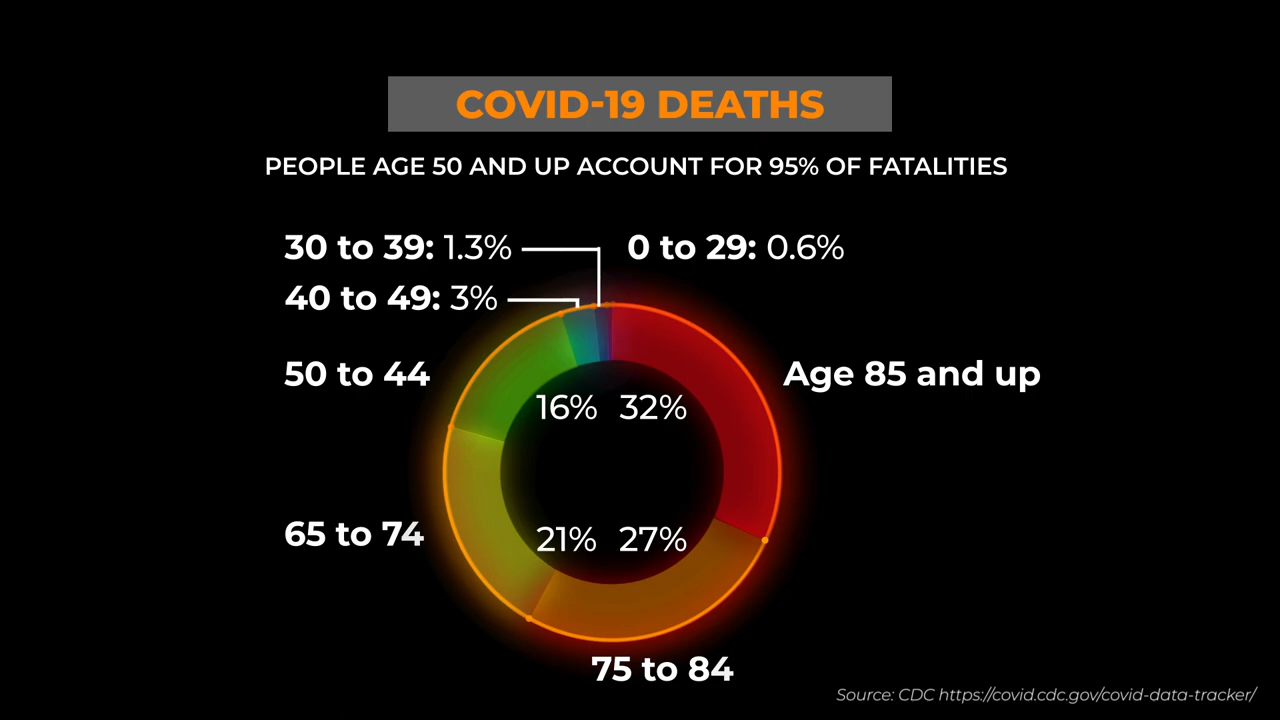 COVID-19 DEATHS
PEOPLE AGE 50 AND UP ACCOUNT FOR 95% OF FATALITIES
30 to 39: 1.3%
0 to 29: 0.6%
40 to 49: 3%
50 to 44
Age 85 and up
16% 32%
65 to 74
21% 27%
75 to 84
Source: CDC https://covid.cdc.gov/covid-data-tracker/